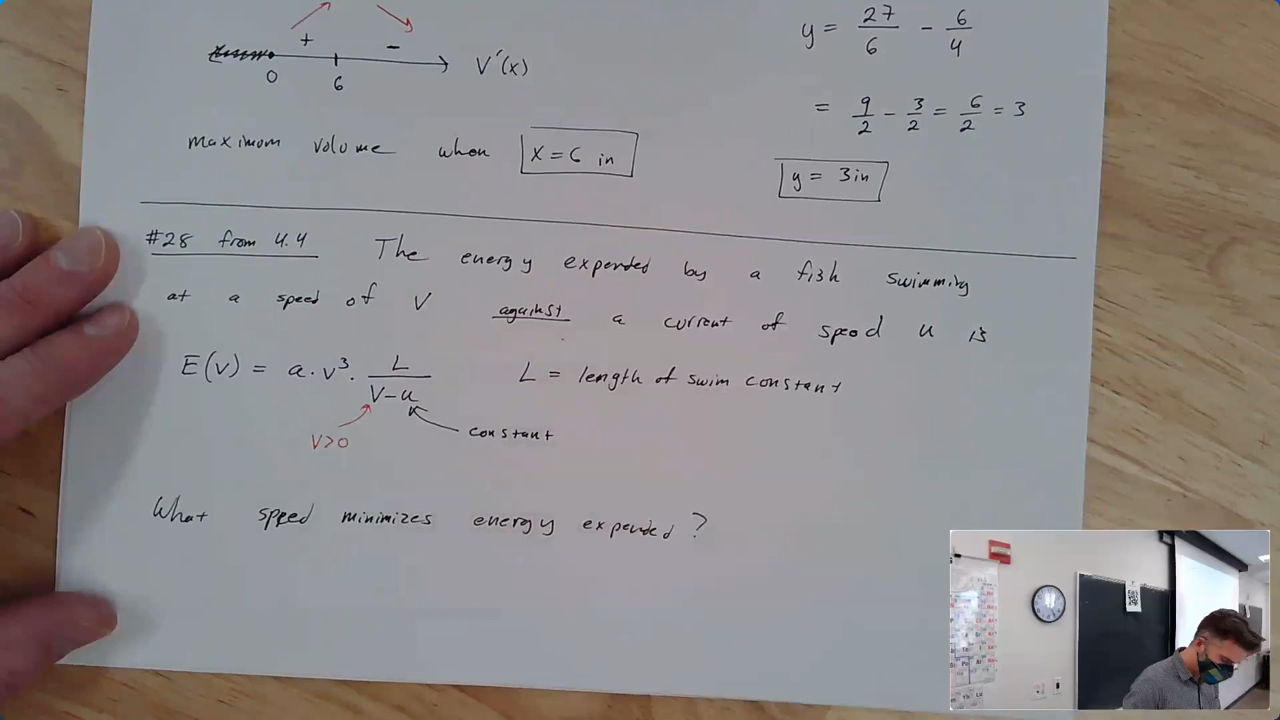 + −
0 6 V'(x)
y = 27/6 − 6/4
= 9/2 − 3/2 = 6/2 = 3
maximum volume when x = 6 in
y = 3in
#28 from 4.4 The energy expended by a fish swimming
at a speed of V against a current of speed u is
E(v) = a·v³· L/(V−u) L = length of swim constant
V>0 constant
What speed minimizes energy expended?